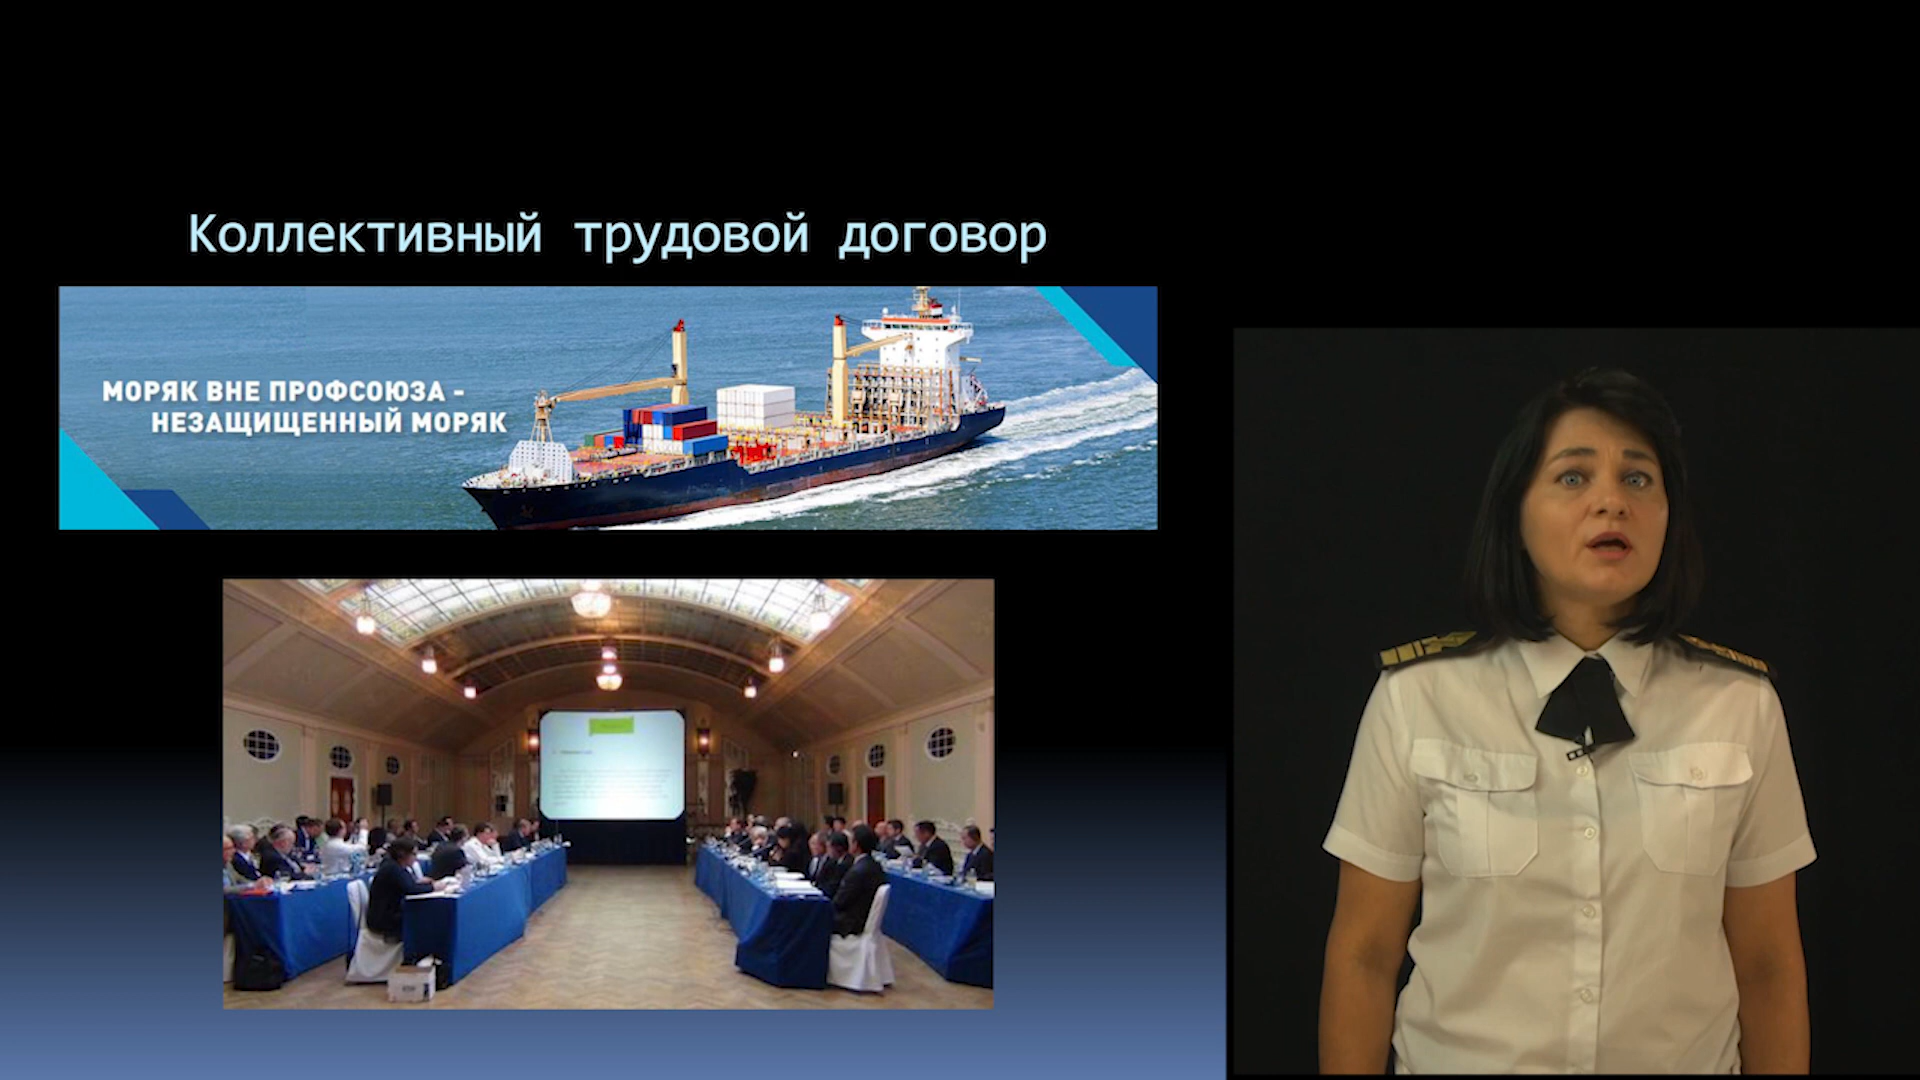 Коллективный трудовой договор
МОРЯК ВНЕ ПРОФСОЮЗА -
НЕЗАЩИЩЕННЫЙ МОРЯК